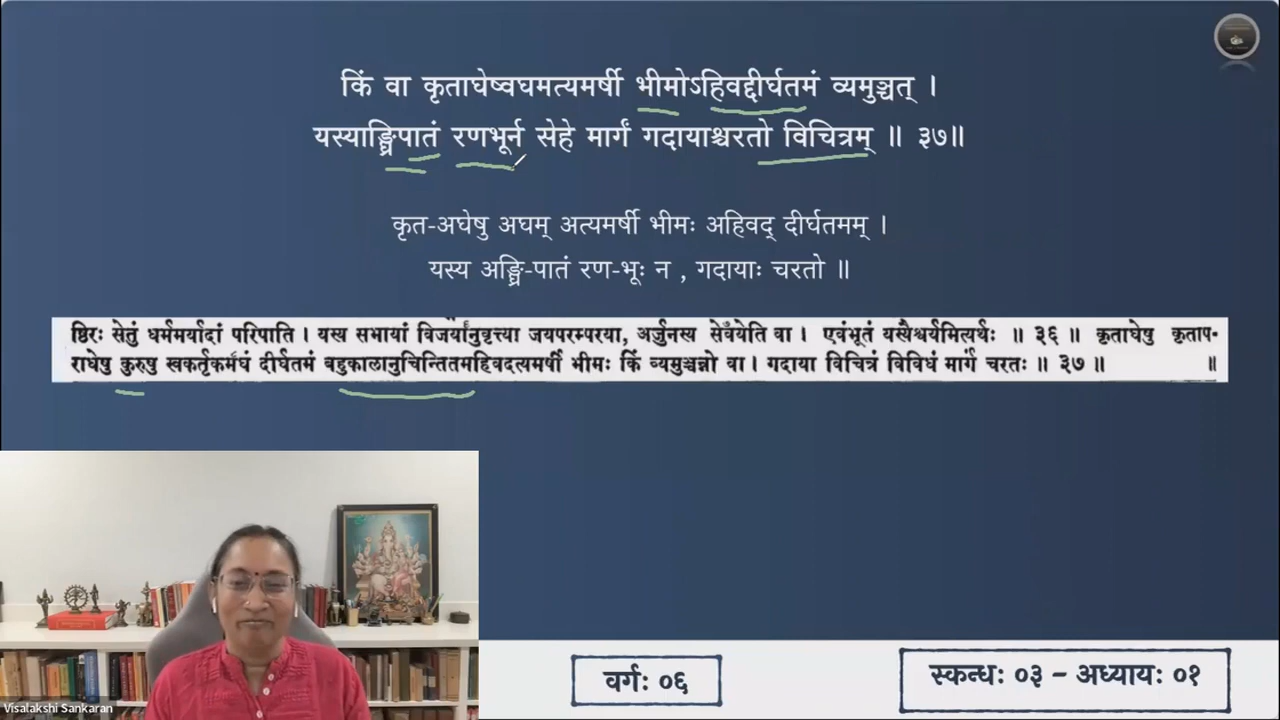 किं वा कृताघेष्वघमत्यमर्षी भीमोऽहिवद्दीर्घतमं व्यमुञ्चत् ।
यस्याङ्घ्रिपातं रणभूर्न सेहे मार्गं गदायाश्चरतो विचित्रम् ॥ ३७॥
कृत-अघेषु अघम् अत्यमर्षी भीमः अहिवद् दीर्घतमम् ।
यस्य अङ्घ्रि-पातं रण-भूः न , गदायाः चरतो ॥
ष्ठिरः सेतुं धर्ममर्यादां परिपाति । यस्य सभायां विजयानुवृत्त्या जयपरम्परया, अर्जुनस्य सेवयेति वा । एवंभूतं यस्यैश्वर्यमित्यर्थः ॥ ३६ ॥ कृताघेषु कृताप-
राधेषु कुरुषु स्वकर्तृकमघं दीर्घतमं बहुकालानुचिन्तितमहिवदत्यमर्षी भीमः किं व्यमुञ्चन्नो वा । गदाया विचित्रं विविधं मार्गं चरतः ॥ ३७ ॥ ॥
Visalakshi Sankaran
वर्गः ०६
स्कन्धः ०३ – अध्यायः ०१